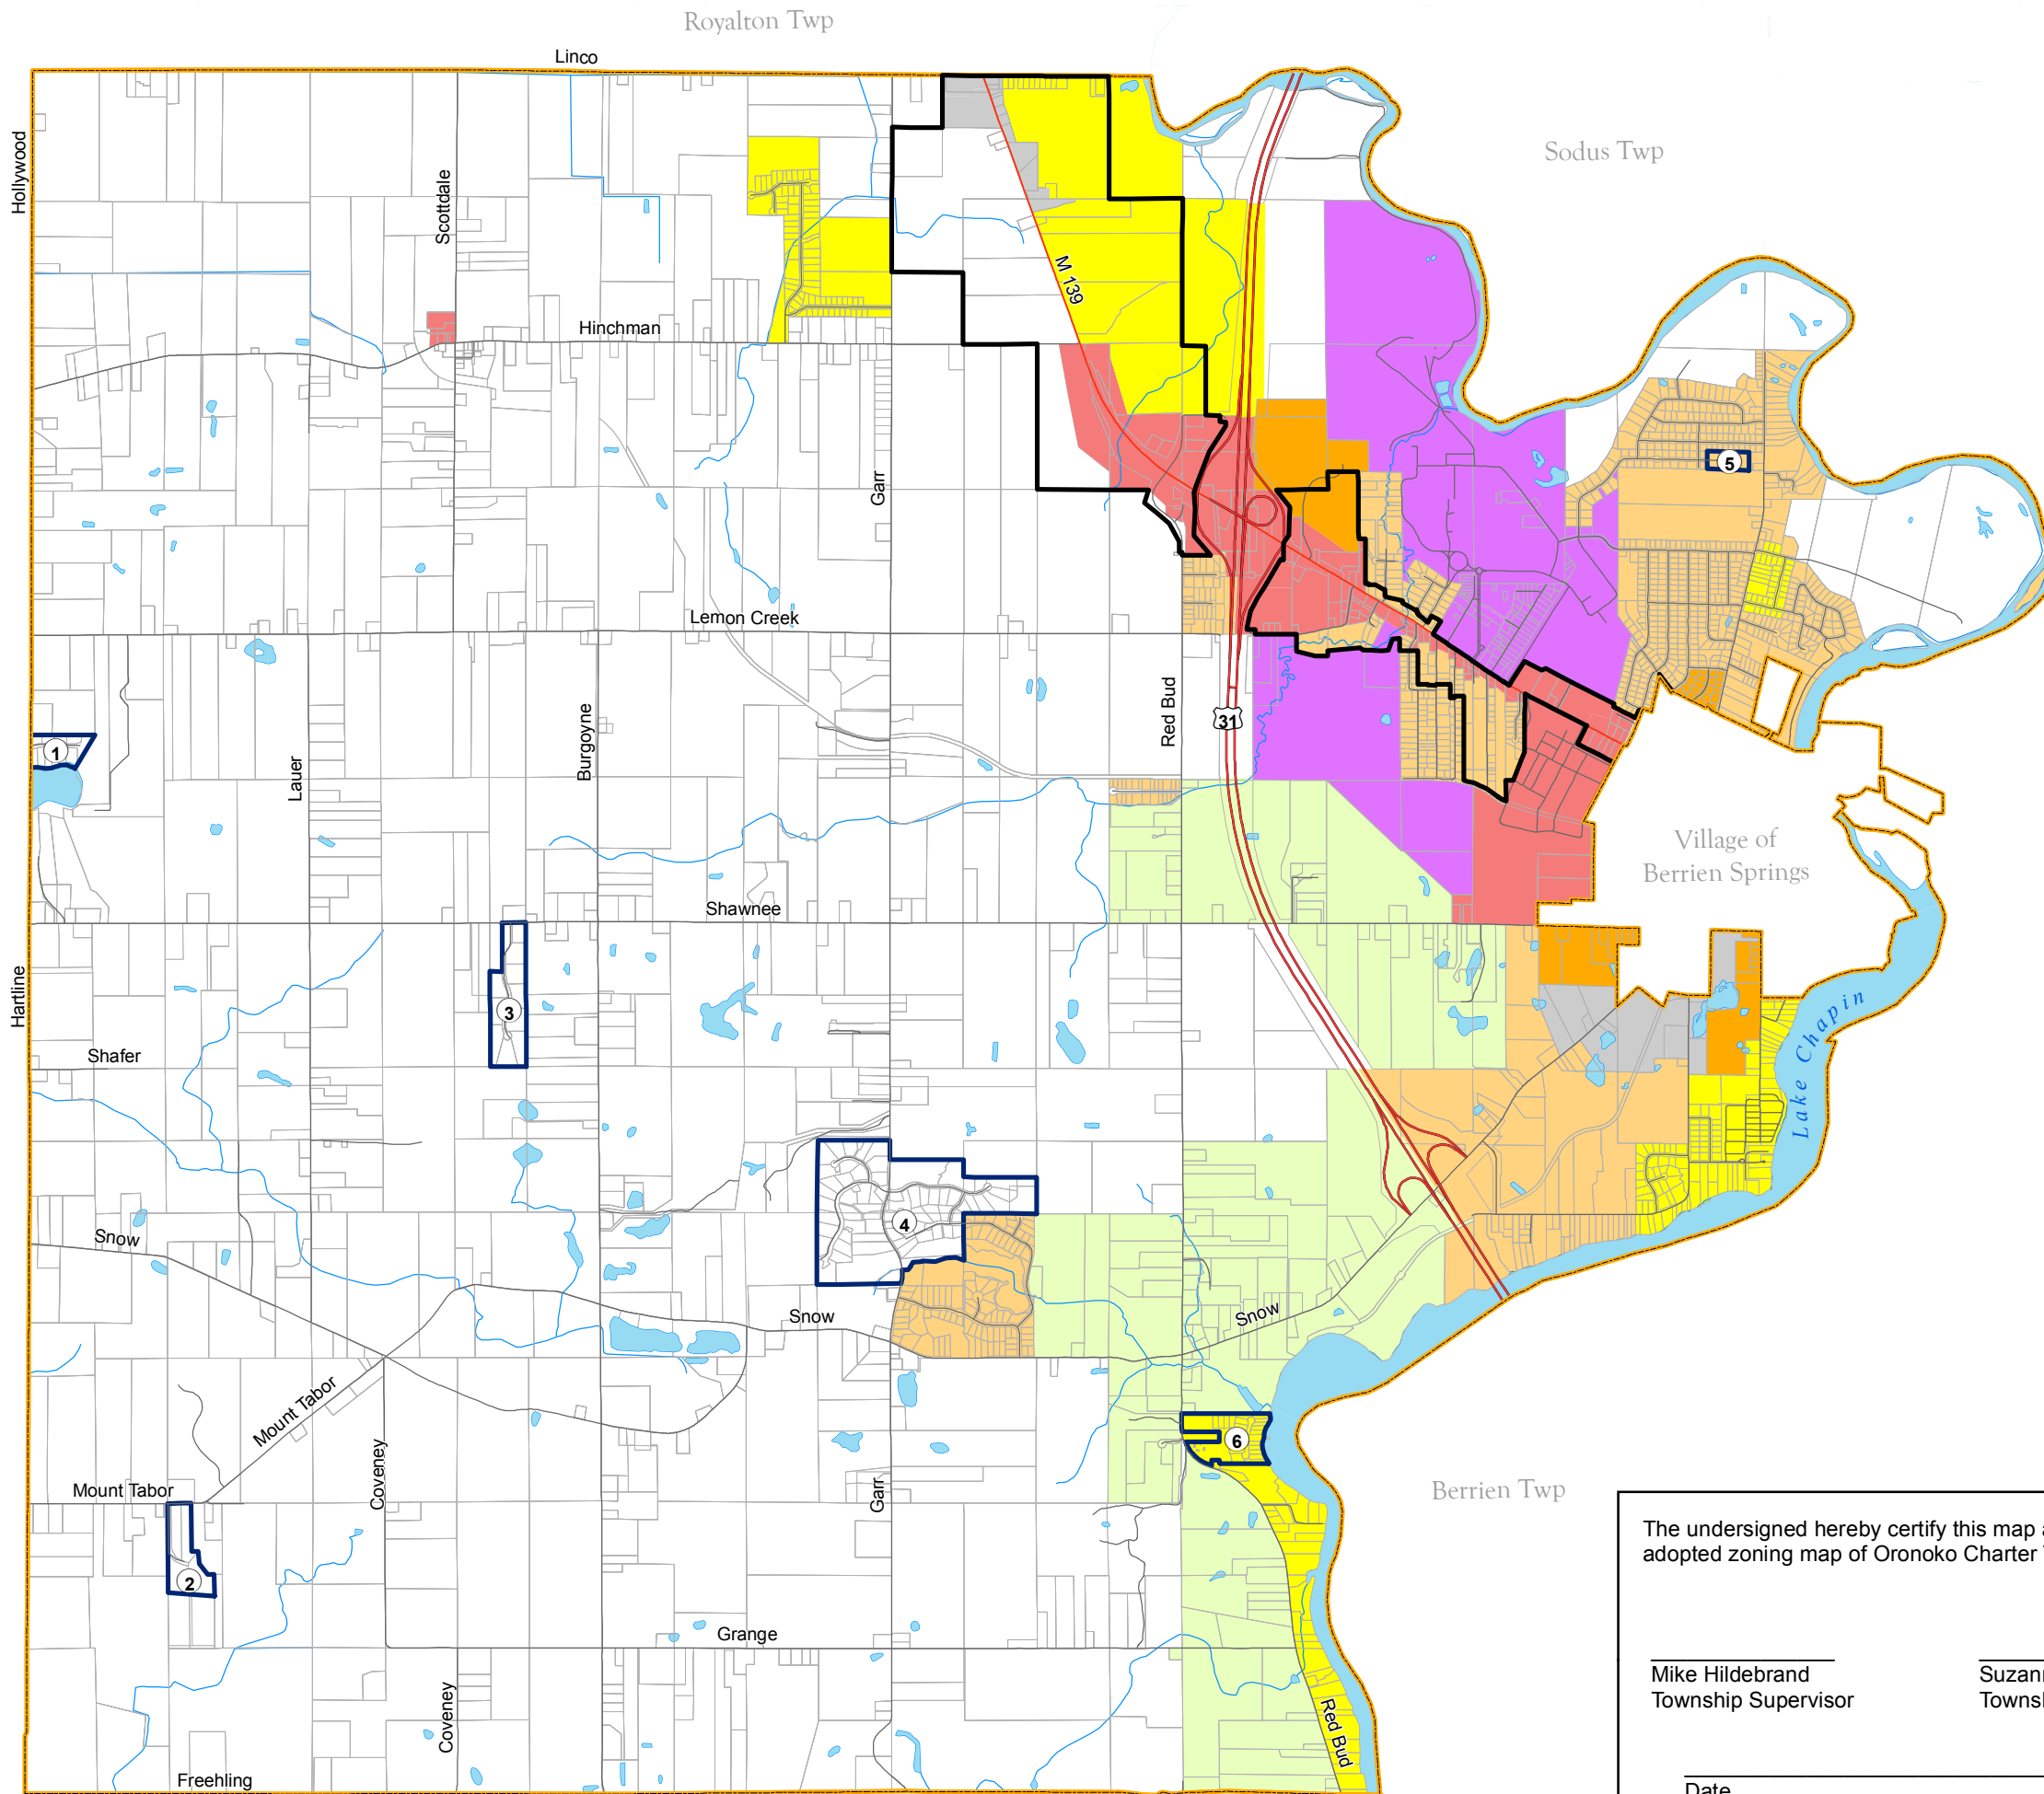 Royalton Twp
Linco
Hollywood
Scottdale
Sodus Twp
M 139
Hinchman
Garr
5
Lemon Creek
Red Bud
31
1
Lauer
Burgoyne
Village of
Berrien Springs
Shawnee
Hartline
3
Shafer
Lake Chapin
4
Snow
Snow
Snow
Mount Tabor
6
Coveney
Mount Tabor
Garr
Berrien Twp
2
The undersigned hereby certify this map
adopted zoning map of Oronoko Charter
Grange
Mike Hildebrand
Township Supervisor
Coveney
Red Bud
Freehling
Date